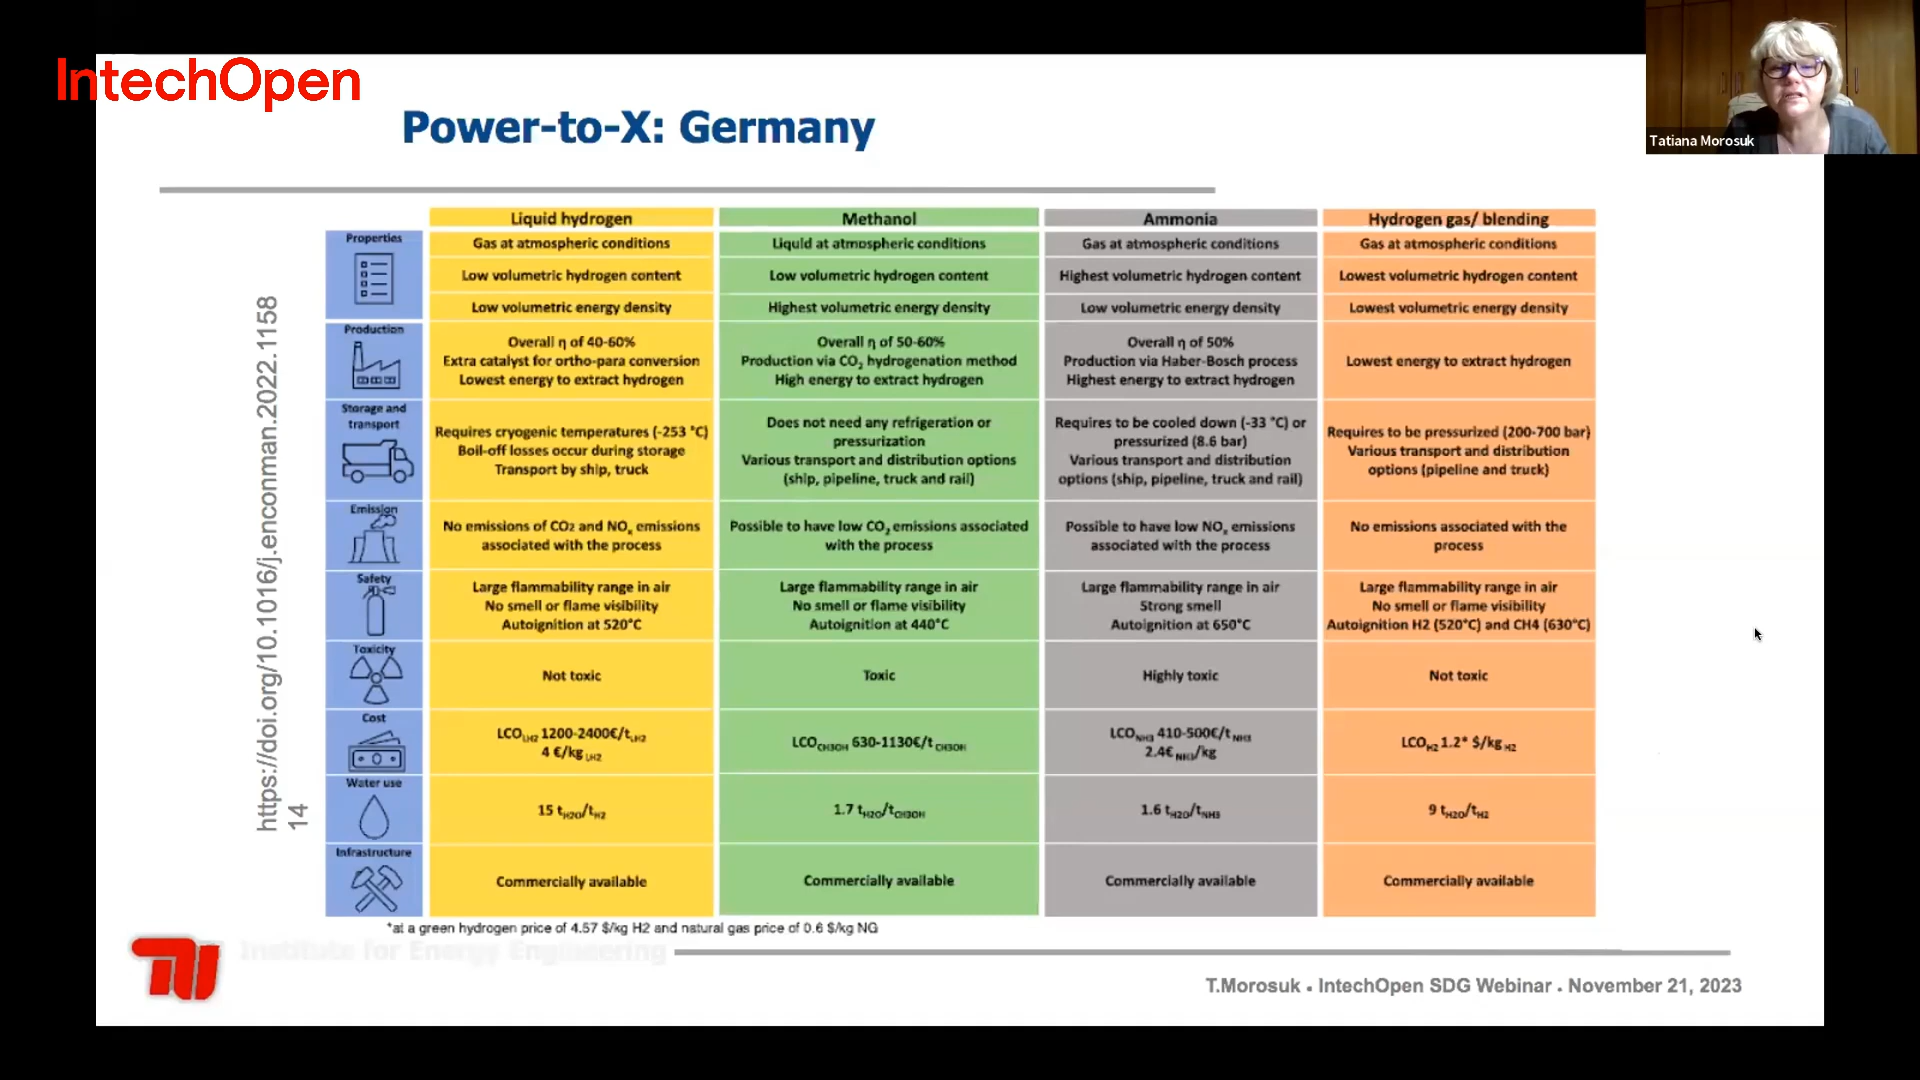 IntechOpen
Tatiana Morosuk
Power-to-X: Germany
https://doi.org/10.1016/j.enconman.2022.1158
14
Liquid hydrogen
Methanol
Ammonia
Hydrogen gas/ blending
Properties
Gas at atmospheric conditions
Liquid at atmospheric conditions
Gas at atmospheric conditions
Gas at atmospheric conditions
Low volumetric hydrogen content
Low volumetric hydrogen content
Highest volumetric hydrogen content
Lowest volumetric hydrogen content
Low volumetric energy density
Highest volumetric energy density
Low volumetric energy density
Lowest volumetric energy density
Production
Overall η of 40-60%
Extra catalyst for ortho-para conversion
Lowest energy to extract hydrogen
Overall η of 50-60%
Production via CO₂ hydrogenation method
High energy to extract hydrogen
Overall η of 50%
Production via Haber-Bosch process
Highest energy to extract hydrogen
Lowest energy to extract hydrogen
Storage and
transport
Requires cryogenic temperatures (-253 °C)
Boil-off losses occur during storage
Transport by ship, truck
Does not need any refrigeration or
pressurization
Various transport and distribution options
(ship, pipeline, truck and rail)
Requires to be cooled down (-33 °C) or
pressurized (8.6 bar)
Various transport and distribution
options (ship, pipeline, truck and rail)
Requires to be pressurized (200-700 bar)
Various transport and distribution
options (pipeline and truck)
Emission
No emissions of CO2 and NOx emissions
associated with the process
Possible to have low CO₂ emissions associated
with the process
Possible to have low NOx emissions
associated with the process
No emissions associated with the
process
Safety
Large flammability range in air
No smell or flame visibility
Autoignition at 520°C
Large flammability range in air
No smell or flame visibility
Autoignition at 440°C
Large flammability range in air
Strong smell
Autoignition at 650°C
Large flammability range in air
No smell or flame visibility
Autoignition H2 (520°C) and CH4 (630°C)
Toxicity
Not toxic
Toxic
Highly toxic
Not toxic
Cost
LCO LH2 1200-2400€/t LH2
4 €/kg LH2
LCO CH3OH 630-1130€/t CH3OH
LCO NH3 410-500€/t NH3
2.4€ NH3/kg
LCO H2 1.2* $/kg H2
Water use
15 tH2O/tH2
1.7 tH2O/tCH3OH
1.6 tH2O/tNH3
9 tH2O/tH2
Infrastructure
Commercially available
Commercially available
Commercially available
Commercially available
*at a green hydrogen price of 4.57 $/kg H2 and natural gas price of 0.6 $/kg NG
Institute for Energy Engineering
T.Morosuk • IntechOpen SDG Webinar • November 21, 2023